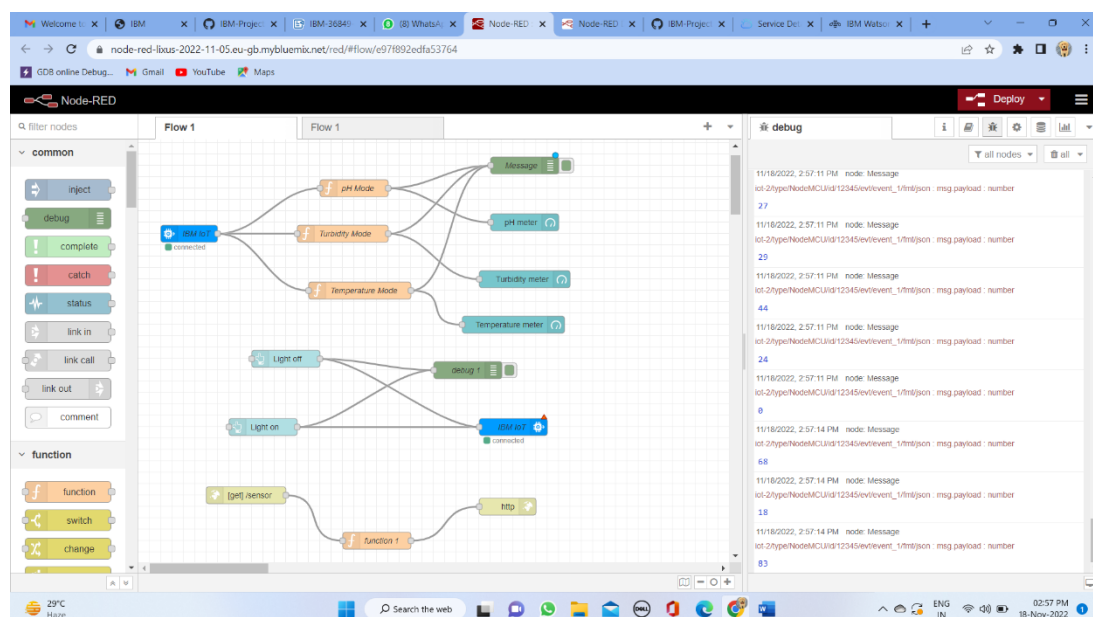 Welcome to
IBM
IBM-Project
IBM-36849
(8) WhatsA
Node-RED
Node-RED
IBM-Project
Service Det
IBM Watson
node-red-lixus-2022-11-05.eu-gb.mybluemix.net/red/#flow/e97f892edfa53764
GDB online Debug...
Gmail
YouTube
Maps
Node-RED
Deploy
filter nodes
Flow 1
Flow 1
debug
i
all nodes
all
common
inject
debug
complete
catch
status
link in
link call
link out
comment
function
function
switch
change
Message
pH Mode
pH meter
IBM IoT
connected
Turbidity Mode
Turbidity meter
Temperature Mode
Temperature meter
Light off
debug 1
Light on
IBM IoT
connected
[get] /sensor
http
function 1
11/18/2022, 2:57:11 PM node: Message
iot-2/type/NodeMCU/id/12345/evt/event_1/fmt/json : msg.payload : number
27
11/18/2022, 2:57:11 PM node: Message
iot-2/type/NodeMCU/id/12345/evt/event_1/fmt/json : msg.payload : number
29
11/18/2022, 2:57:11 PM node: Message
iot-2/type/NodeMCU/id/12345/evt/event_1/fmt/json : msg.payload : number
44
11/18/2022, 2:57:11 PM node: Message
iot-2/type/NodeMCU/id/12345/evt/event_1/fmt/json : msg.payload : number
24
11/18/2022, 2:57:11 PM node: Message
iot-2/type/NodeMCU/id/12345/evt/event_1/fmt/json : msg.payload : number
0
11/18/2022, 2:57:14 PM node: Message
iot-2/type/NodeMCU/id/12345/evt/event_1/fmt/json : msg.payload : number
68
11/18/2022, 2:57:14 PM node: Message
iot-2/type/NodeMCU/id/12345/evt/event_1/fmt/json : msg.payload : number
18
11/18/2022, 2:57:14 PM node: Message
iot-2/type/NodeMCU/id/12345/evt/event_1/fmt/json : msg.payload : number
83
29°C
Haze
Search the web
DELL
ENG
IN
02:57 PM
18-Nov-2022
1